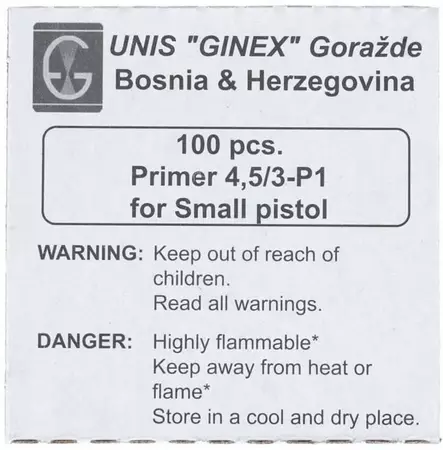 UNIS "GINEX" Goražde
Bosnia & Herzegovina
100 pcs.
Primer 4,5/3-P1
for Small pistol
WARNING: Keep out of reach of
children.
Read all warnings.
DANGER: Highly flammable*
Keep away from heat or
flame*
Store in a cool and dry place.